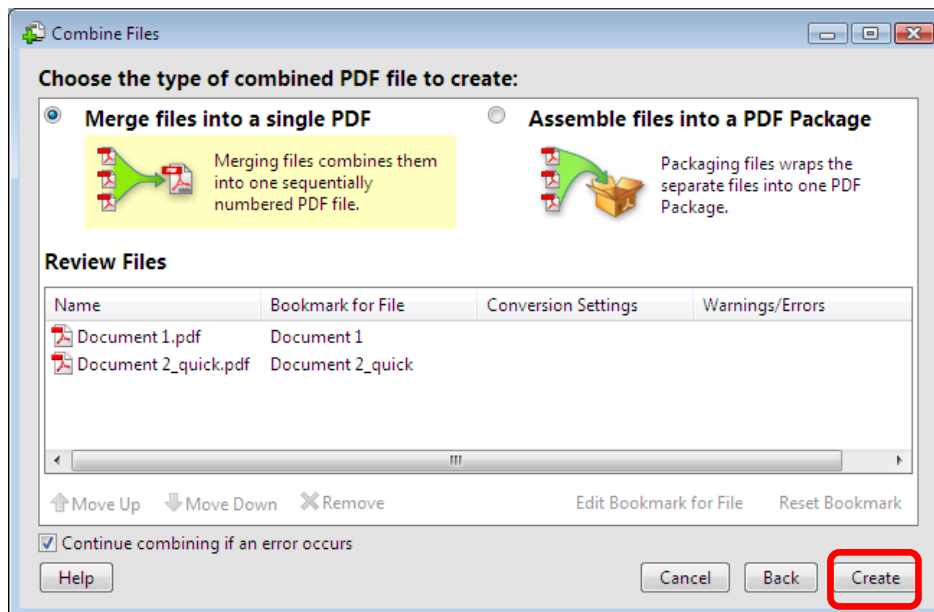 Combine Files
Choose the type of combined PDF file to create:
Merge files into a single PDF
Merging files combines them
into one sequentially
numbered PDF file.
Assemble files into a PDF Package
Packaging files wraps the
separate files into one PDF
Package.
Review Files
Name Bookmark for File Conversion Settings Warnings/Errors
Document 1.pdf Document 1
Document 2_quick.pdf Document 2_quick
Move Up Move Down Remove Edit Bookmark for File Reset Bookmark
Continue combining if an error occurs
Help Cancel Back Create